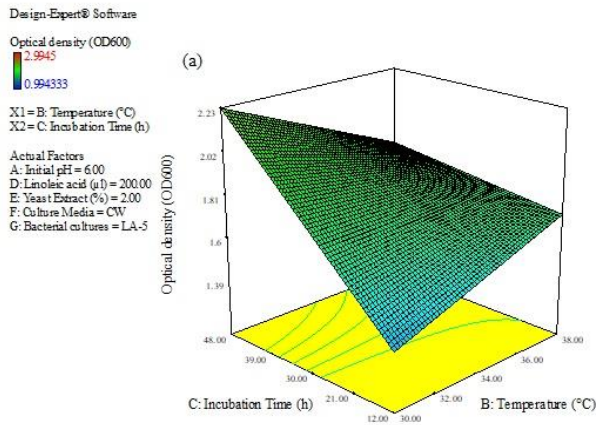 Design-Expert® Software
Optical density (OD600)
2.9945
0.994333
X1 = B: Temperature (°C)
X2 = C: Incubation Time (h)
Actual Factors
A: Initial pH = 6.00
D: Linoleic acid (µl) = 200.00
E: Yeast Extract (%) = 2.00
F: Culture Media = CW
G: Bacterial cultures = LA-5
(a)
Optical density (OD600)
2.23
2.02
1.81
1.6
1.39
48.00
39.00
30.00
21.00
12.00
30.00
32.00
34.00
36.00
38.00
C: Incubation Time (h)
B: Temperature (°C)